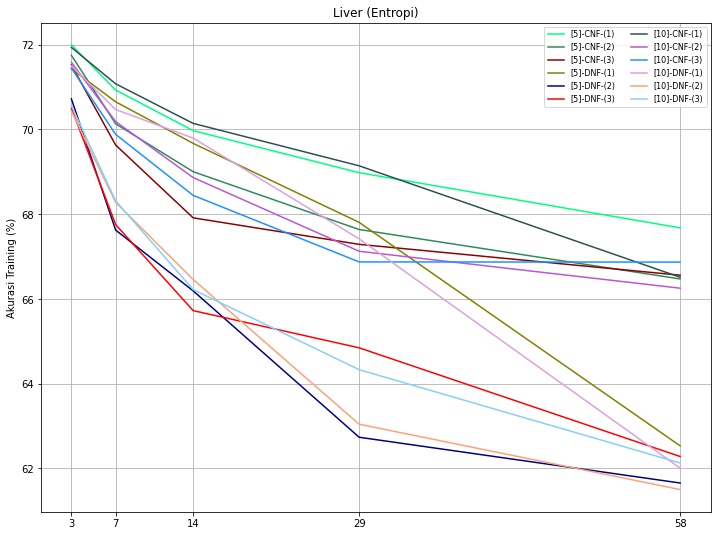 Liver (Entropi)
[5]-CNF-(1)
[5]-CNF-(2)
[5]-CNF-(3)
[5]-DNF-(1)
[5]-DNF-(2)
[5]-DNF-(3)
[10]-CNF-(1)
[10]-CNF-(2)
[10]-CNF-(3)
[10]-DNF-(1)
[10]-DNF-(2)
[10]-DNF-(3)
Akurasi Training (%)
72
70
68
66
64
62
3 7 14 29 58